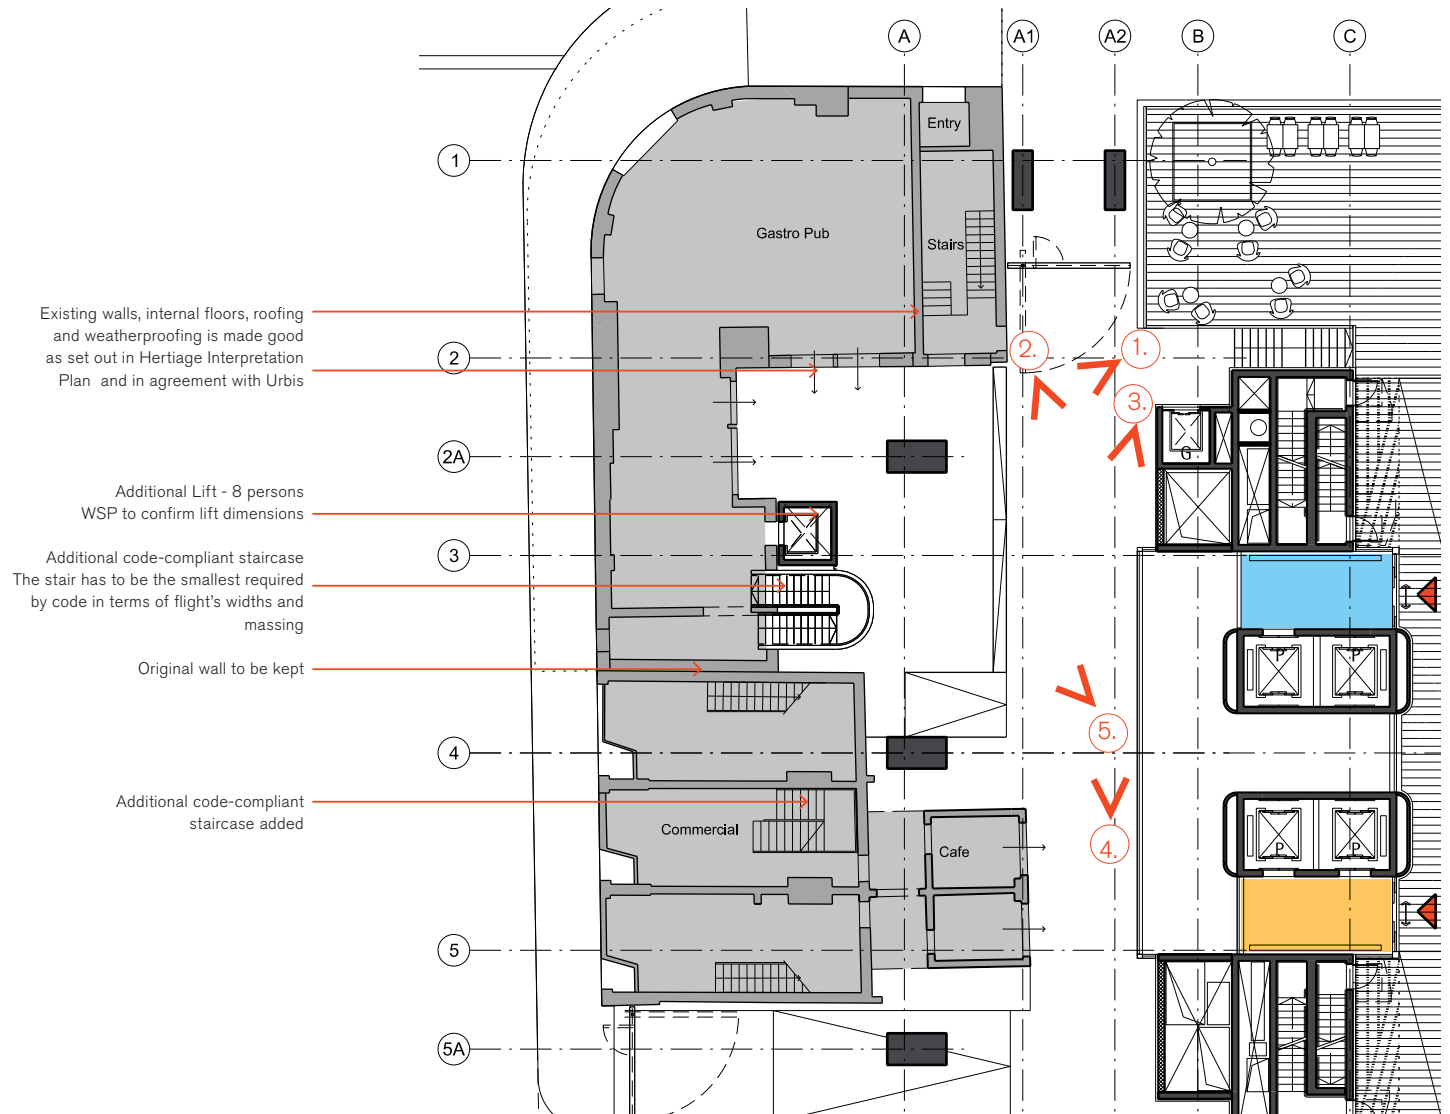 A
A1
A2
B
C
Entry
1
Gastro Pub
Stairs
Existing walls, internal floors, roofing
and weatherproofing is made good
as set out in Hertiage Interpretation
Plan and in agreement with Urbis
2
2.
1.
3.
G
2A
Additional Lift - 8 persons
WSP to confirm lift dimensions
3
Additional code-compliant staircase
The stair has to be the smallest required
by code in terms of flight's widths and
massing
Original wall to be kept
P
P
4
5.
Additional code-compliant
staircase added
Commercial
Cafe
4.
P
P
5
5A